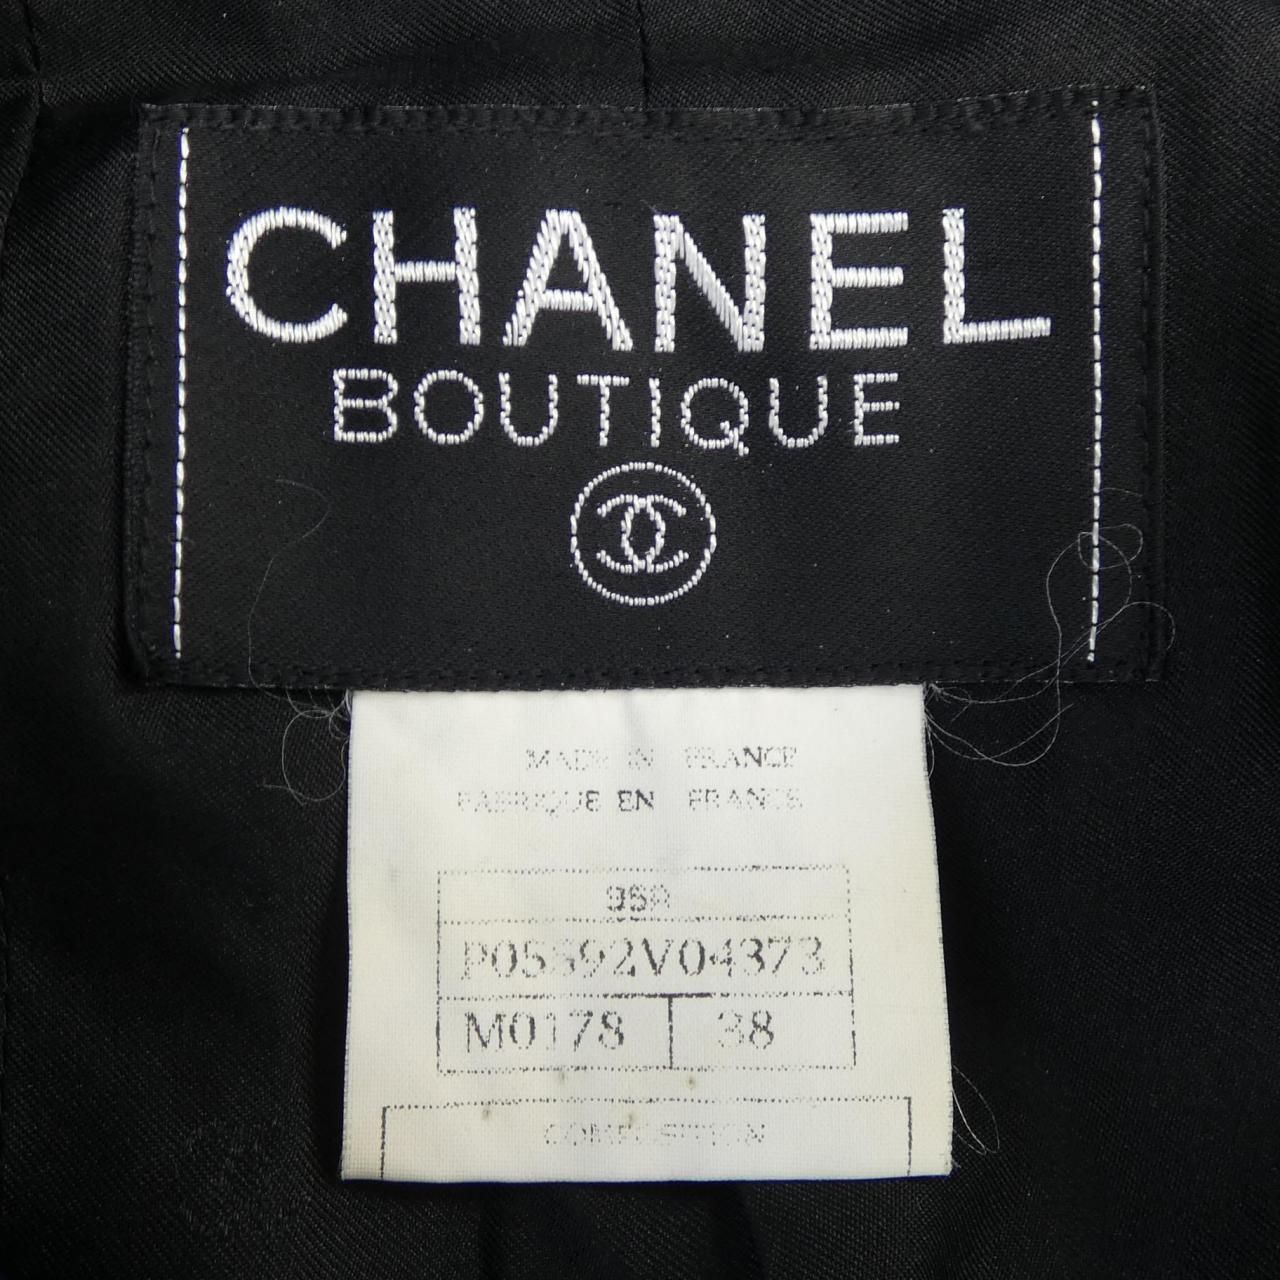 CHANEL
BOUTIQUE
MADE IN FRANCE
FABRIQUE EN FRANCE
P05592V04373
M0178 38
COMPOSITION